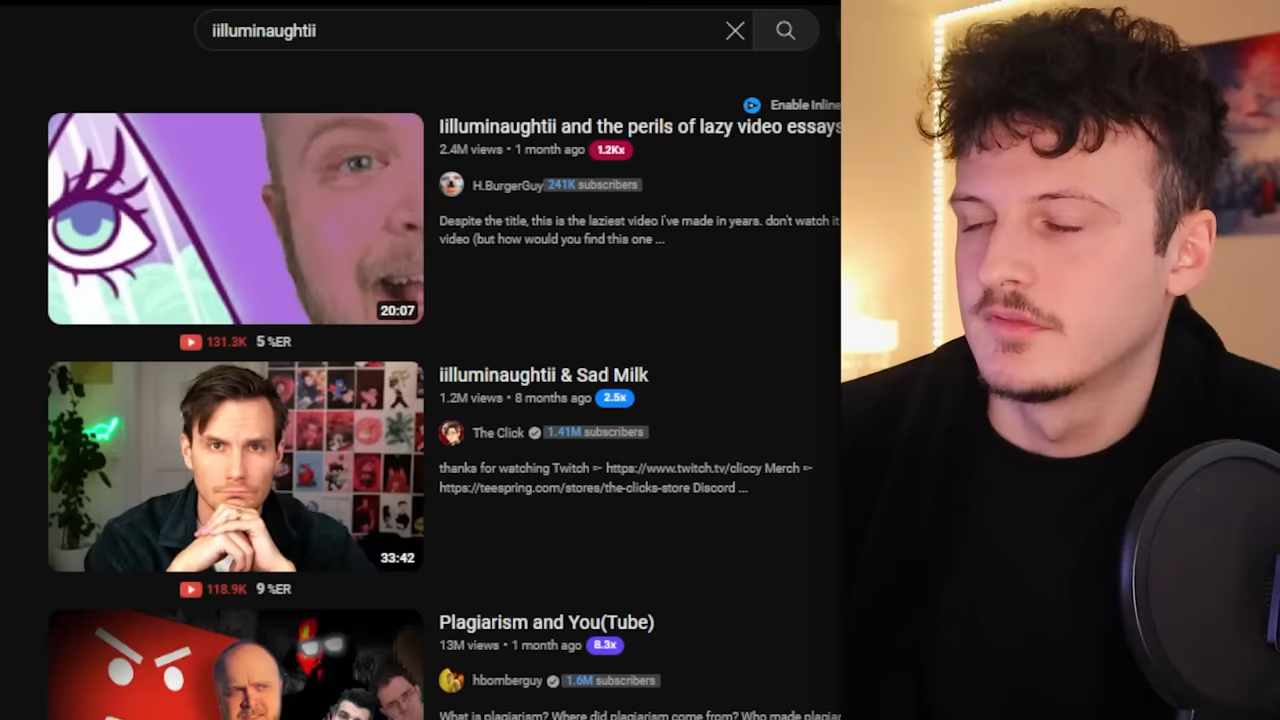 iilluminaughtii
Enable Inline
Iilluminaughtii and the perils of lazy video essays
2.4M views • 1 month ago 1.2Kx
H.BurgerGuy 241K subscribers
Despite the title, this is the laziest video i've made in years. don't watch it
video (but how would you find this one ...
20:07
131.3K 5 %ER
iilluminaughtii & Sad Milk
1.2M views • 8 months ago 2.5x
The Click 1.41M subscribers
thanks for watching Twitch ➳ https://www.twitch.tv/cliccy Merch ➳
https://teespring.com/stores/the-clicks-store Discord ...
33:42
118.9K 9 %ER
Plagiarism and You(Tube)
13M views • 1 month ago 8.3x
hbomberguy 1.6M subscribers
What is plagiarism? Where did plagiarism come from? Who made plagiar